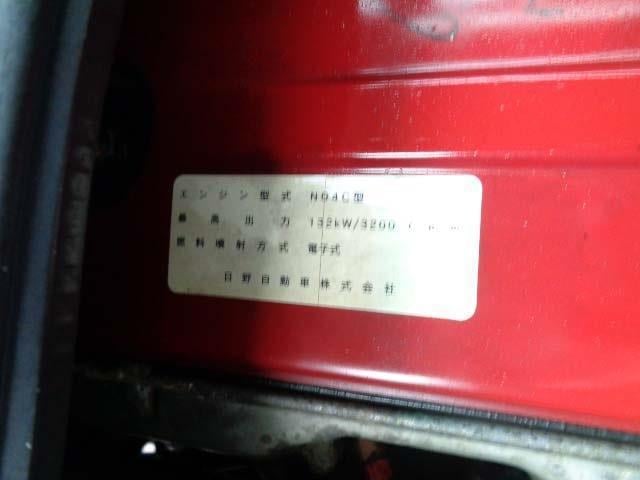 エンジン型式 N04C型
最高出力 132kW/3200
燃料噴射方式 電子式
日野自動車株式会社